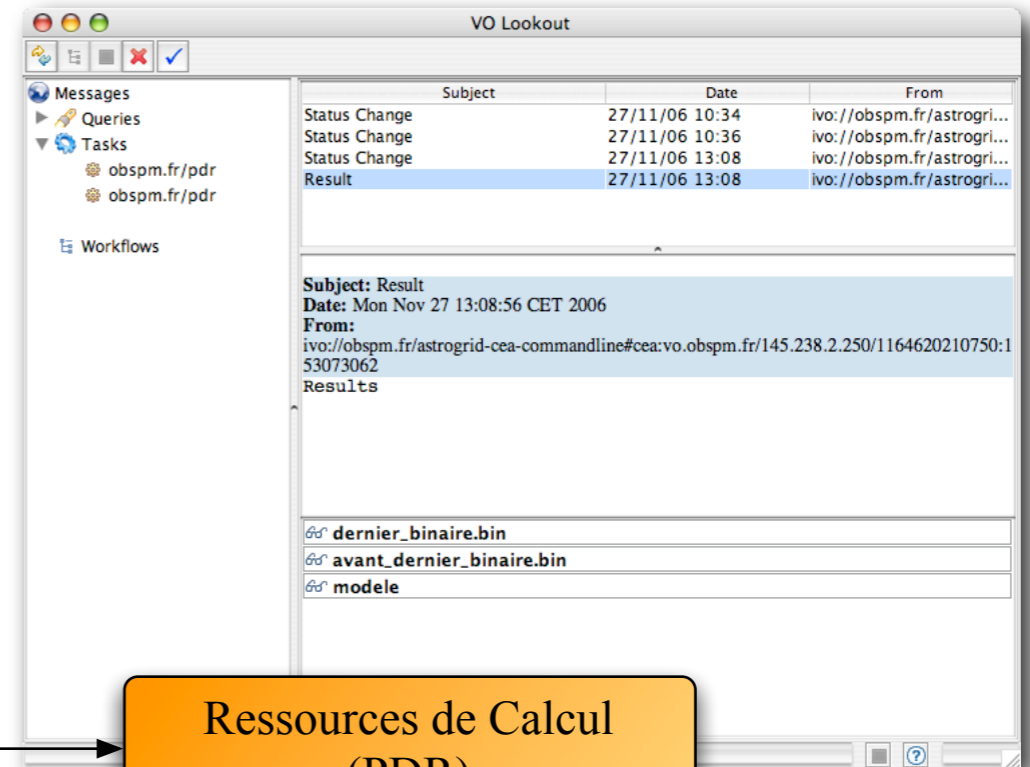 VO Lookout
Messages
Queries
Tasks
obspm.fr/pdr
obspm.fr/pdr
Workflows
Subject Date From
Status Change 27/11/06 10:34 ivo://obspm.fr/astrogri...
Status Change 27/11/06 10:36 ivo://obspm.fr/astrogri...
Status Change 27/11/06 13:08 ivo://obspm.fr/astrogri...
Result 27/11/06 13:08 ivo://obspm.fr/astrogri...
Subject: Result
Date: Mon Nov 27 13:08:56 CET 2006
From:
ivo://obspm.fr/astrogrid-cea-commandline#cea:vo.obspm.fr/145.238.2.250/1164620210750:1
53073062
Results
dernier_binaire.bin
avant_dernier_binaire.bin
modele
Ressources de Calcul
(PDR)